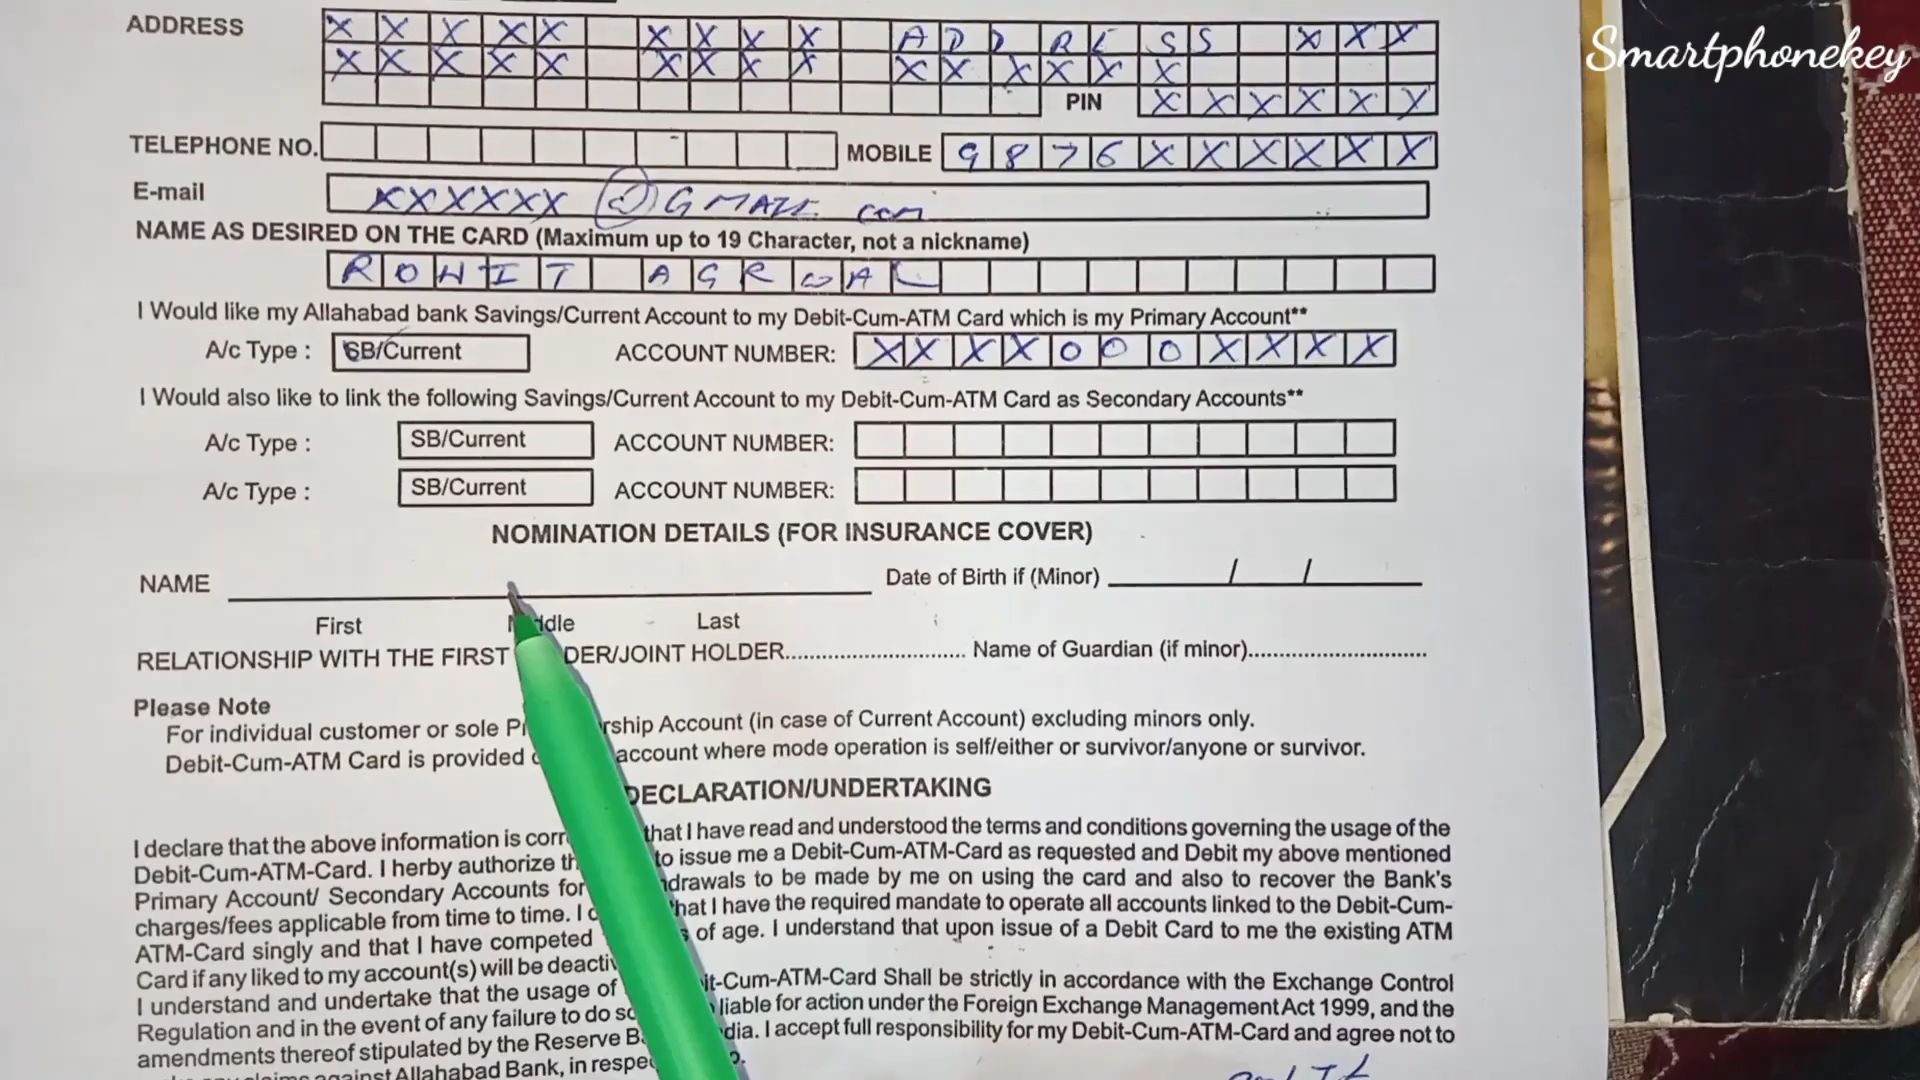 Smartphonekey
ADDRESS X X X X X X X X X A D D R E S S X X X
X X X X X X X X X X X X X X X
PIN X X X X X Y
TELEPHONE NO. MOBILE 9 8 7 6 X X X X X X
E-mail XXXXXX @ GMAIL com
NAME AS DESIRED ON THE CARD (Maximum up to 19 Character, not a nickname)
R O H I T A G R W A L
I Would like my Allahabad bank Savings/Current Account to my Debit-Cum-ATM Card which is my Primary Account**
A/c Type : SB/Current ACCOUNT NUMBER: X X X X 0 0 0 X X X X
I Would also like to link the following Savings/Current Account to my Debit-Cum-ATM Card as Secondary Accounts**
A/c Type : SB/Current ACCOUNT NUMBER:
A/c Type : SB/Current ACCOUNT NUMBER:
NOMINATION DETAILS (FOR INSURANCE COVER)
NAME Date of Birth if (Minor) / /
First Last
RELATIONSHIP WITH THE FIRST DER/JOINT HOLDER.............................. Name of Guardian (if minor)..............................
Please Note
For individual customer or sole rship Account (in case of Current Account) excluding minors only.
Debit-Cum-ATM Card is provided account where mode operation is self/either or survivor/anyone or survivor.
DECLARATION/UNDERTAKING
I declare that the above information is corr that I have read and understood the terms and conditions governing the usage of the
Debit-Cum-ATM-Card. I herby authorize th to issue me a Debit-Cum-ATM-Card as requested and Debit my above mentioned
Primary Account/ Secondary Accounts for drawals to be made by me on using the card and also to recover the Bank's
charges/fees applicable from time to time. I hat I have the required mandate to operate all accounts linked to the Debit-Cum-
ATM-Card singly and that I have competed of age. I understand that upon issue of a Debit Card to me the existing ATM
Card if any liked to my account(s) will be deactiv
I understand and undertake that the usage of it-Cum-ATM-Card Shall be strictly in accordance with the Exchange Control
Regulation and in the event of any failure to do so liable for action under the Foreign Exchange Management Act 1999, and the
amendments thereof stipulated by the Reserve B dia. I accept full responsibility for my Debit-Cum-ATM-Card and agree not to
claims against Allahabad Bank, in respe